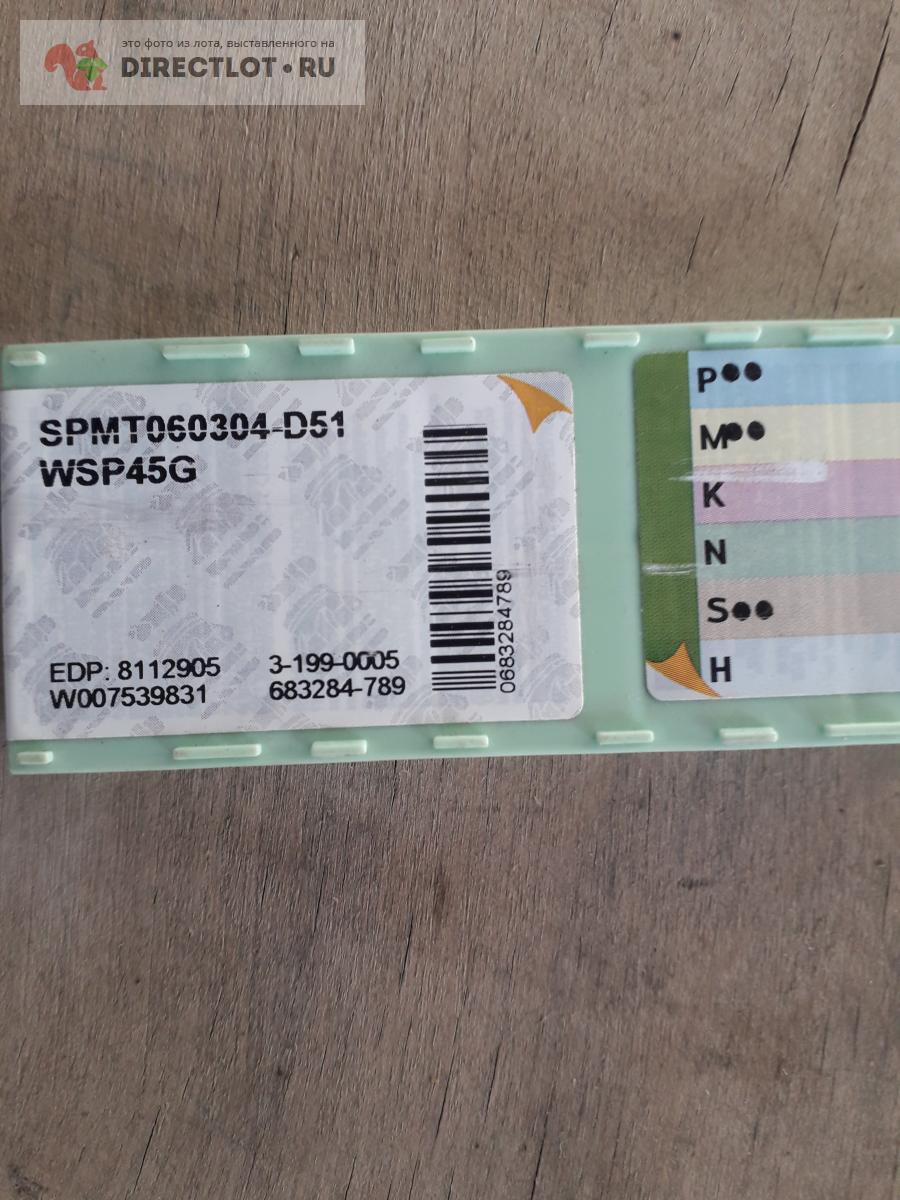 это фото из лота, выставленного на
DIRECTLOT.RU
SPMT060304-D51
WSP45G
EDP: 8112905
3-199-0005
W007539831
683284-789
0683284789
P●●
M●●
K
N
S●●
H